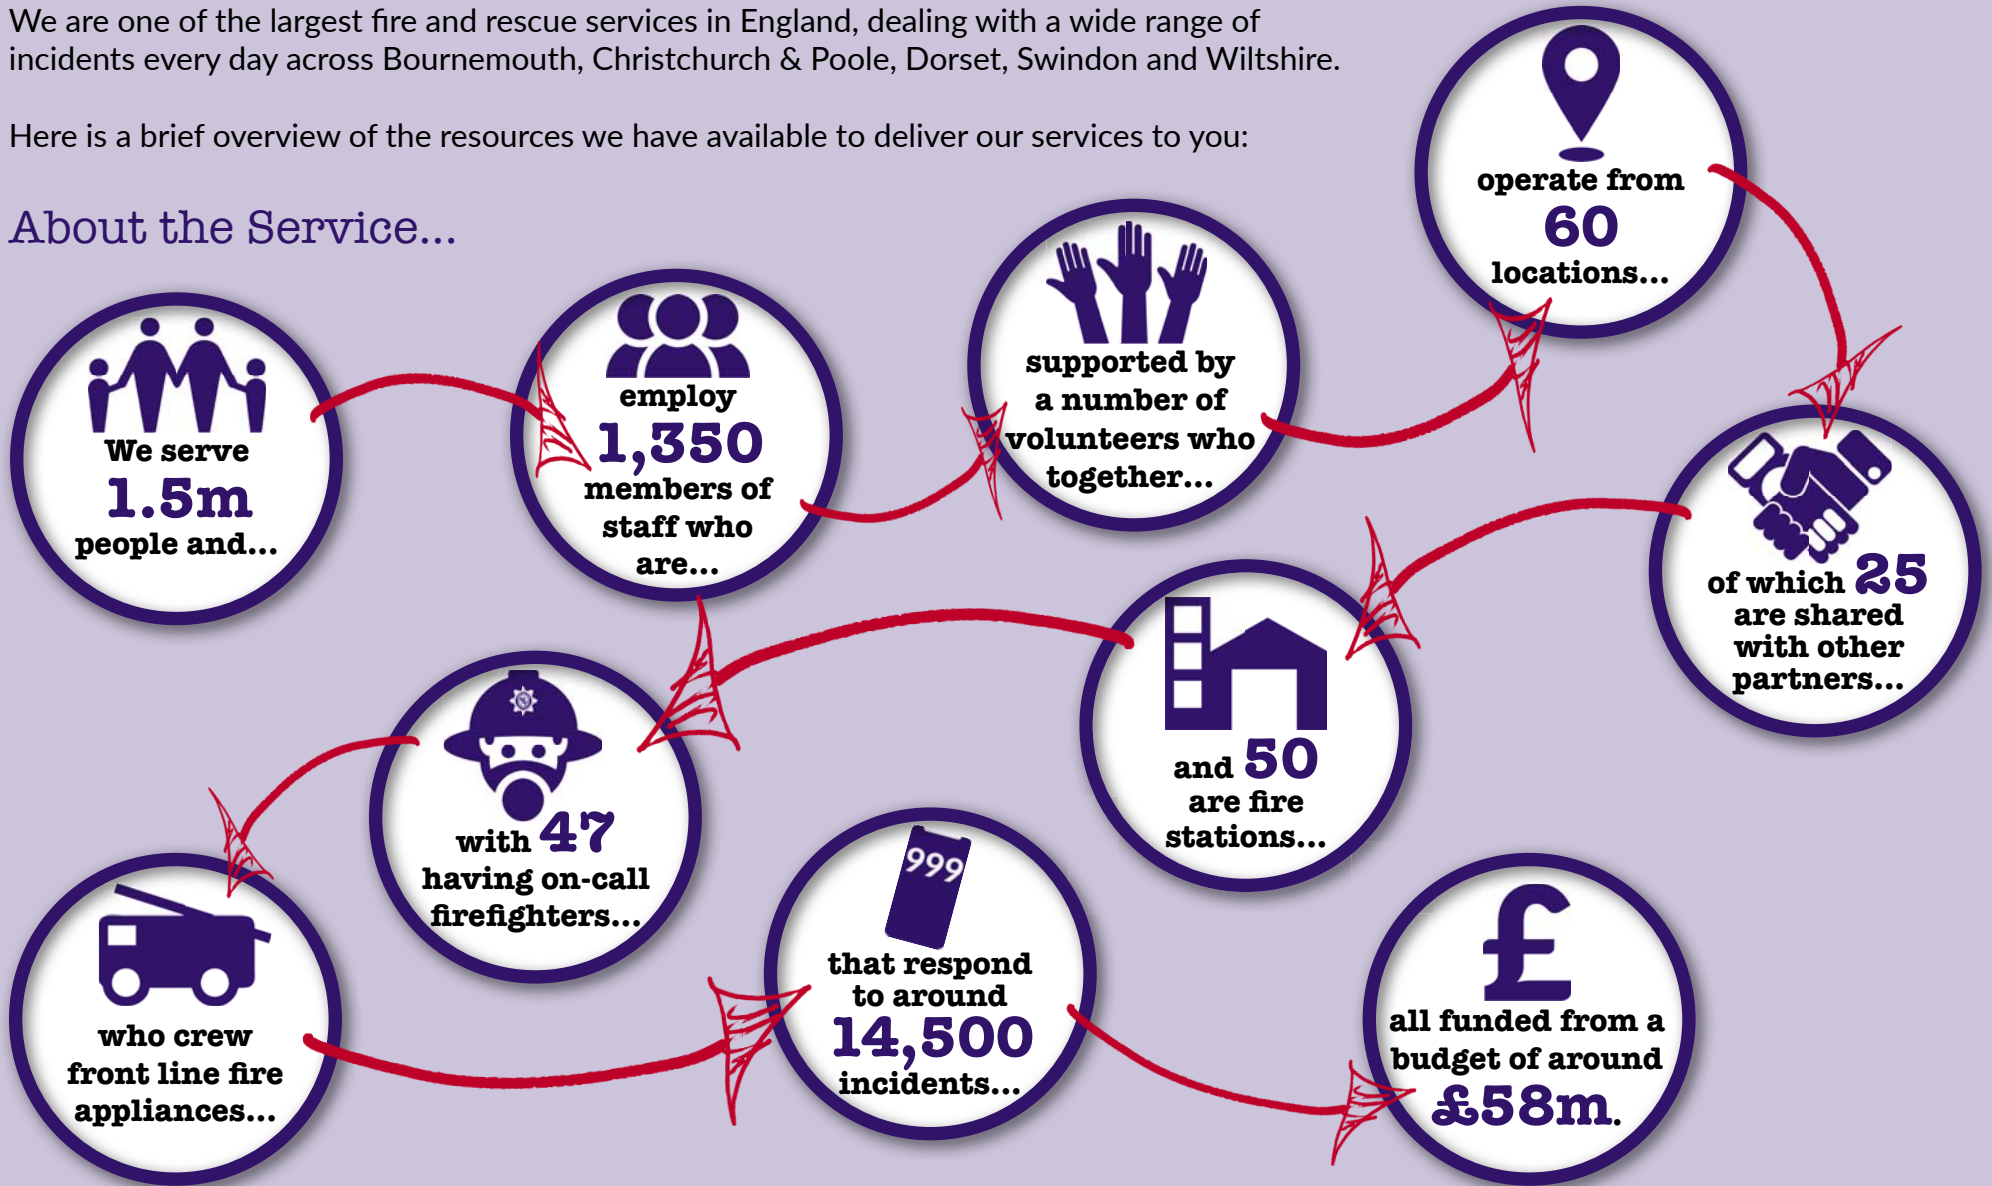 We are one of the largest fire and rescue services in England, dealing with a wide range of
incidents every day across Bournemouth, Christchurch & Poole, Dorset, Swindon and Wiltshire.
Here is a brief overview of the resources we have available to deliver our services to you:
About the Service...
We serve
1.5m
people and...
employ
1,350
members of
staff who
are...
supported by
a number of
volunteers who
together...
operate from
60
locations...
of which 25
are shared
with other
partners...
and 50
are fire
stations...
with 47
having on-call
firefighters...
who crew
front line fire
appliances...
999
that respond
to around
14,500
incidents...
£
all funded from a
budget of around
£58m.